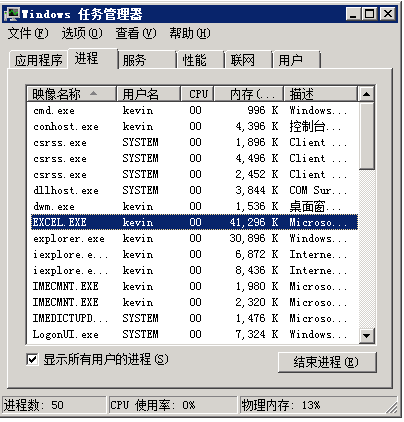 Windows 任务管理器
文件(F) 选项(O) 查看(V) 帮助(H)
应用程序 进程 服务 性能 联网 用户
映像名称 用户名 CPU 内存(... 描述
cmd.exe kevin 00 996 K Windows...
conhost.exe kevin 00 4,396 K 控制台...
csrss.exe SYSTEM 00 1,896 K Client ...
csrss.exe SYSTEM 00 4,496 K Client ...
csrss.exe SYSTEM 00 2,452 K Client ...
dllhost.exe SYSTEM 00 3,844 K COM Sur...
dwm.exe kevin 00 1,536 K 桌面窗...
EXCEL.EXE kevin 00 41,296 K Microso...
explorer.exe kevin 00 30,896 K Windows...
iexplore.e... kevin 00 6,872 K Interne...
iexplore.e... kevin 00 8,436 K Interne...
IMECMNT.EXE kevin 00 1,980 K Microso...
IMECMNT.EXE kevin 00 2,320 K Microso...
IMEDICTUPD... SYSTEM 00 1,476 K Microso...
LogonUI.exe SYSTEM 00 7,324 K Windows...
显示所有用户的进程(S) 结束进程(E)
进程数: 50 CPU 使用率: 0% 物理内存: 13%